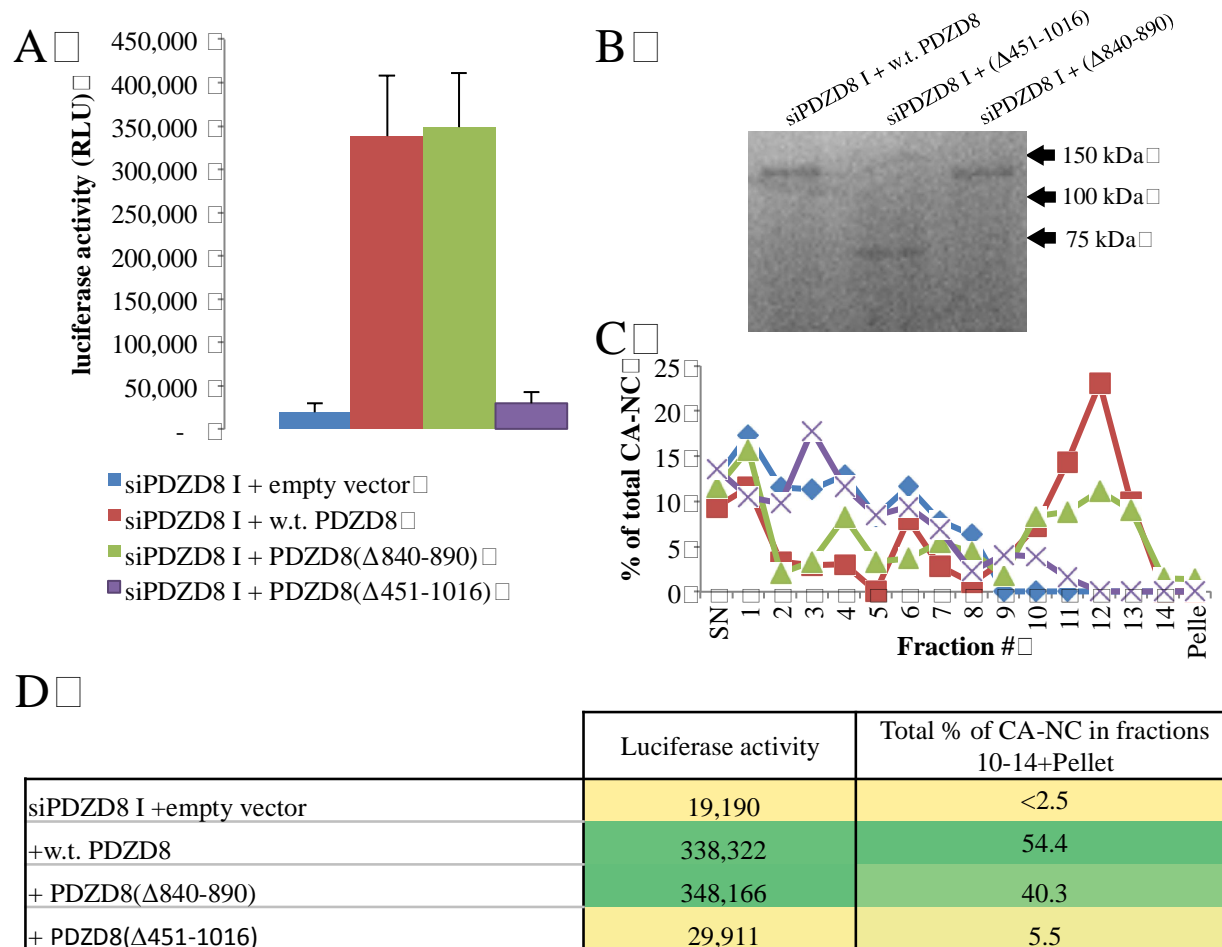 A
450,000
400,000
350,000
300,000
250,000
200,000
150,000
100,000
50,000
-
luciferase activity (RLU)
siPDZD8 I + empty vector
siPDZD8 I + w.t. PDZD8
siPDZD8 I + PDZD8(Δ840-890)
siPDZD8 I + PDZD8(Δ451-1016)
B
siPDZD8 I + w.t. PDZD8
siPDZD8 I + (Δ451-1016)
siPDZD8 I + (Δ840-890)
150 kDa
100 kDa
75 kDa
C
25
20
15
10
5
0
% of total CA-NC
SN 1 2 3 4 5 6 7 8 9 10 11 12 13 14 Pelle
Fraction #
D
Luciferase activity
Total % of CA-NC in fractions
10-14+Pellet
siPDZD8 I +empty vector 19,190 <2.5
+w.t. PDZD8 338,322 54.4
+ PDZD8(Δ840-890) 348,166 40.3
+ PDZD8(Δ451-1016) 29,911 5.5